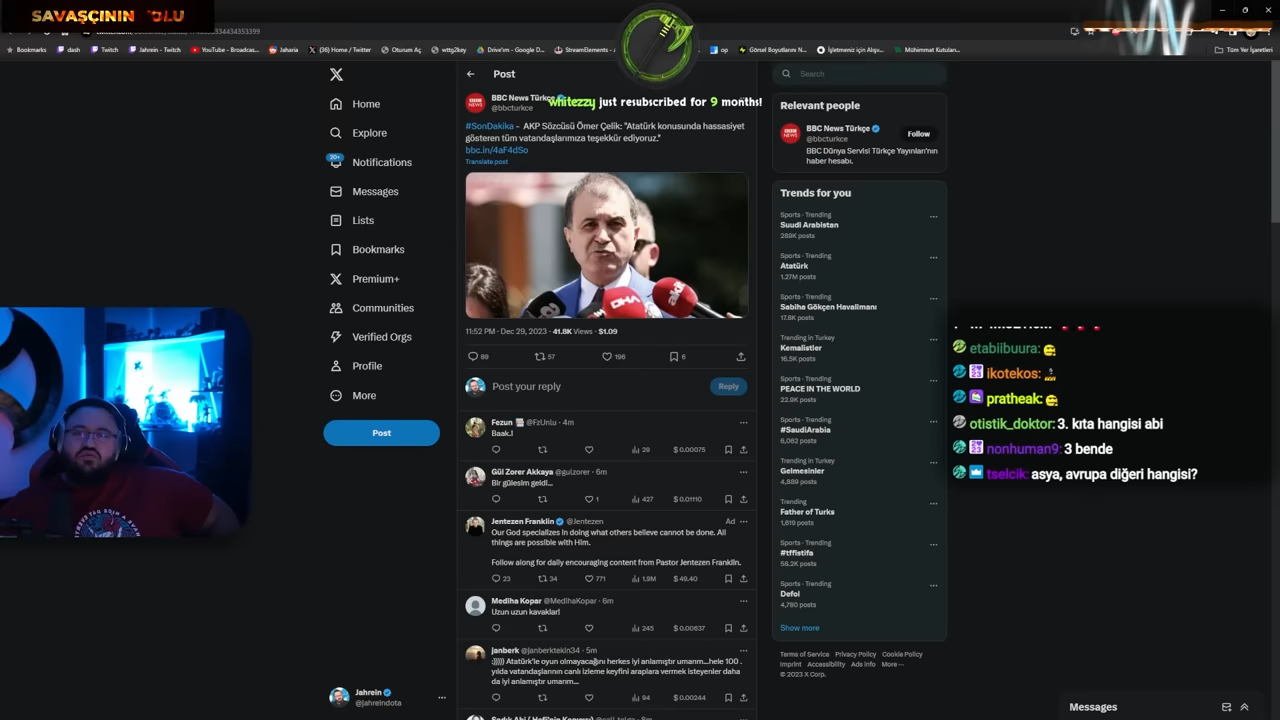 SAVAŞÇININ
Bookmarks
dash
Twitch
Jahrein - Twitch
YouTube - Broadcas...
Jaharia
(36) Home / Twitter
Oturum Aç
wttg2key
Drive'ım - Google D...
StreamElements -
op
Görsel Boyutlarını N...
İşletmeniz için Alışv...
Mühimmat Kutuları...
Tüm Yer İşaretleri
Home
Explore
20+
Notifications
Messages
Lists
Bookmarks
Premium+
Communities
Verified Orgs
Profile
More
Post
Jahrein
@jahreindota
Post
whitezzy just resubscribed for 9 months!
BBC News Türkçe
@bbcturkce
#SonDakika - AKP Sözcüsü Ömer Çelik: "Atatürk konusunda hassasiyet
gösteren tüm vatandaşlarımıza teşekkür ediyoruz."
bbc.in/4aF4dSo
Translate post
DHA
aka
11:52 PM · Dec 29, 2023 · 41.8K Views · $1.09
89 57 196 6
Post your reply
Reply
Fezun @FzUnlu · 4m
Baak.!
29 $0.00075
Gül Zorer Akkaya @gulzorer · 6m
Bir gülesim geldi...
1 427 $0.01110
Jentezen Franklin @Jentezen Ad
Our God specializes in doing what others believe cannot be done. All
things are possible with Him.
Follow along for daily encouraging content from Pastor Jentezen Franklin.
23 34 771 1.9M $49.40
Mediha Kopar @MedihaKopar · 6m
Uzun uzun kavaklar!
245 $0.00637
janberk @janberktekin34 · 5m
:))))) Atatürk'le oyun olmayacağını herkes iyi anlamıştır umarım...hele 100 .
yılda vatandaşlarının canlı izleme keyfini araplara vermek isteyenler daha
da iyi anlamıştır umarım...
94 $0.00244
Search
Relevant people
BBC News Türkçe
@bbcturkce
Follow
BBC Dünya Servisi Türkçe Yayınları'nın
haber hesabı.
Trends for you
Sports · Trending
Suudi Arabistan
289K posts
Sports · Trending
Atatürk
1.27M posts
Sports · Trending
Sabiha Gökçen Havalimanı
17.8K posts
Trending in Turkey
Kemalistler
16.5K posts
Sports · Trending
PEACE IN THE WORLD
22.9K posts
Sports · Trending
#SaudiArabia
6,062 posts
Trending in Turkey
Gelmesinler
4,889 posts
Trending
Father of Turks
1,619 posts
Sports · Trending
#tffistifa
58.2K posts
Sports · Trending
Defol
4,780 posts
Show more
Terms of Service Privacy Policy Cookie Policy
Imprint Accessibility Ads info More ···
© 2023 X Corp.
etabiibuura:
ikotekos:
pratheak:
otistik_doktor: 3. kıta hangisi abi
nonhuman9: 3 bende
tselcik: asya, avrupa diğeri hangisi?
Messages